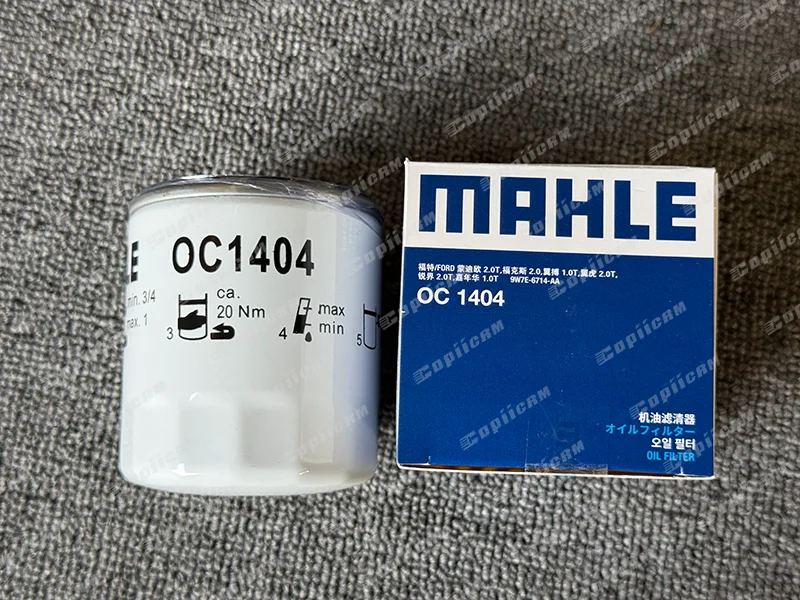 LE
OC1404
min. 3/4
max. 1
3
ca.
20 Nm
4
max
min
5
MAHLE
福特/FORD 蒙迪欧 2.0T,福克斯 2.0,翼搏 1.0T,翼虎 2.0T,
锐界 2.0T,嘉年华 1.0T 9W7E-6714-AA
OC 1404
机油滤清器
オイルフィルター
오일 필터
OIL FILTER
Copiicam